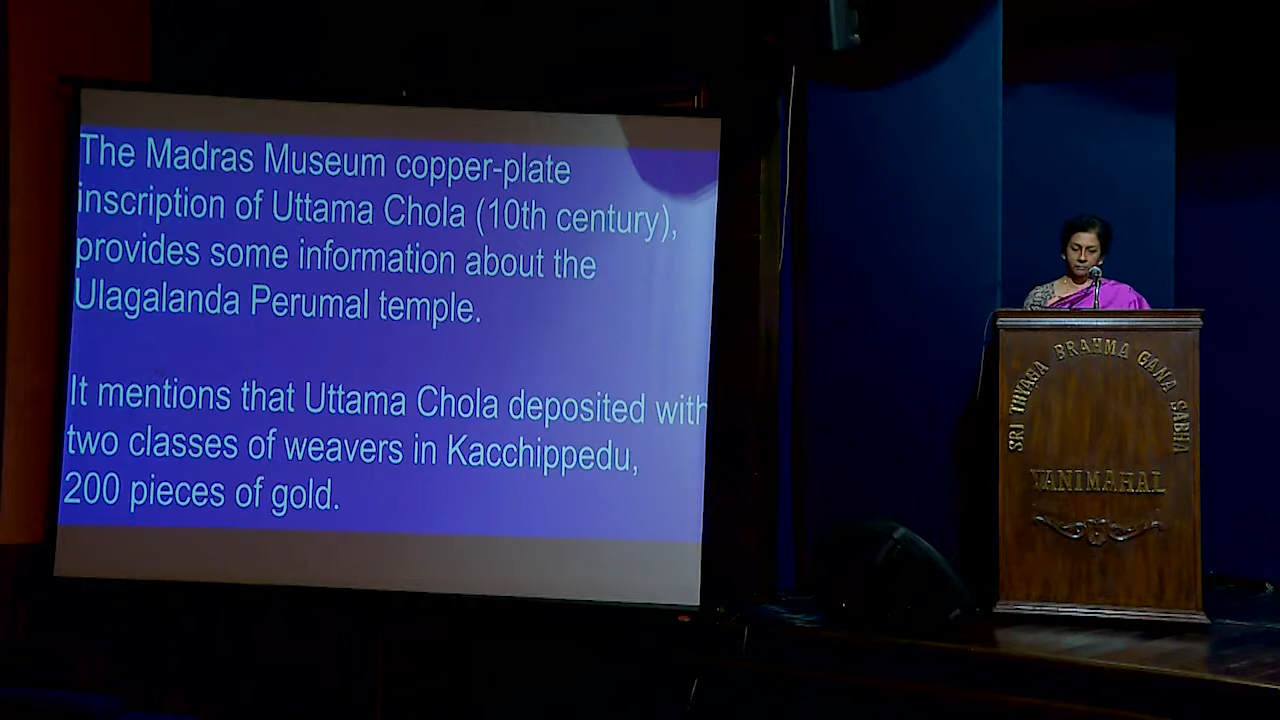 The Madras Museum copper-plate
inscription of Uttama Chola (10th century),
provides some information about the
Ulagalanda Perumal temple.
It mentions that Uttama Chola deposited with
two classes of weavers in Kacchippedu,
200 pieces of gold.
SRI THYAGA BRAHMA GANA SABHA
VANIMAHAL